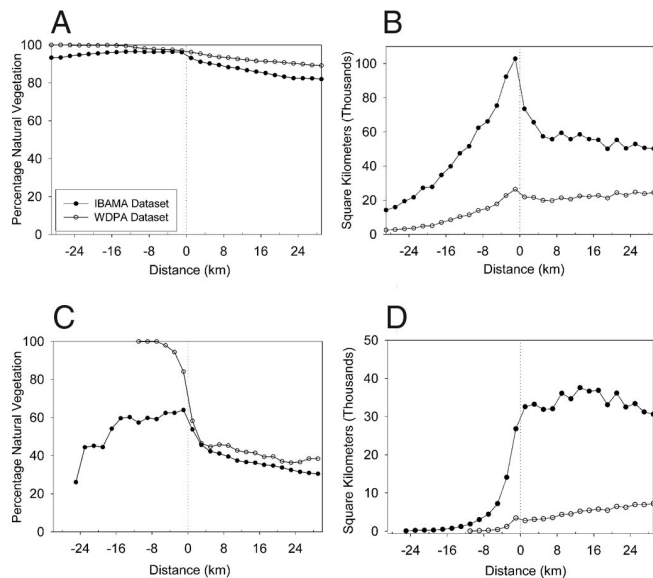 A
Percentage Natural Vegetation
100
80
60
40
20
0
IBAMA Dataset
WDPA Dataset
-24 -16 -8 0 8 16 24
Distance (km)
B
Square Kilometers (Thousands)
100
80
60
40
20
0
-24 -16 -8 0 8 16 24
Distance (km)
C
Percentage Natural Vegetation
100
80
60
40
20
0
-24 -16 -8 0 8 16 24
Distance (km)
D
Square Kilometers (Thousands)
50
40
30
20
10
0
-24 -16 -8 0 8 16 24
Distance (km)